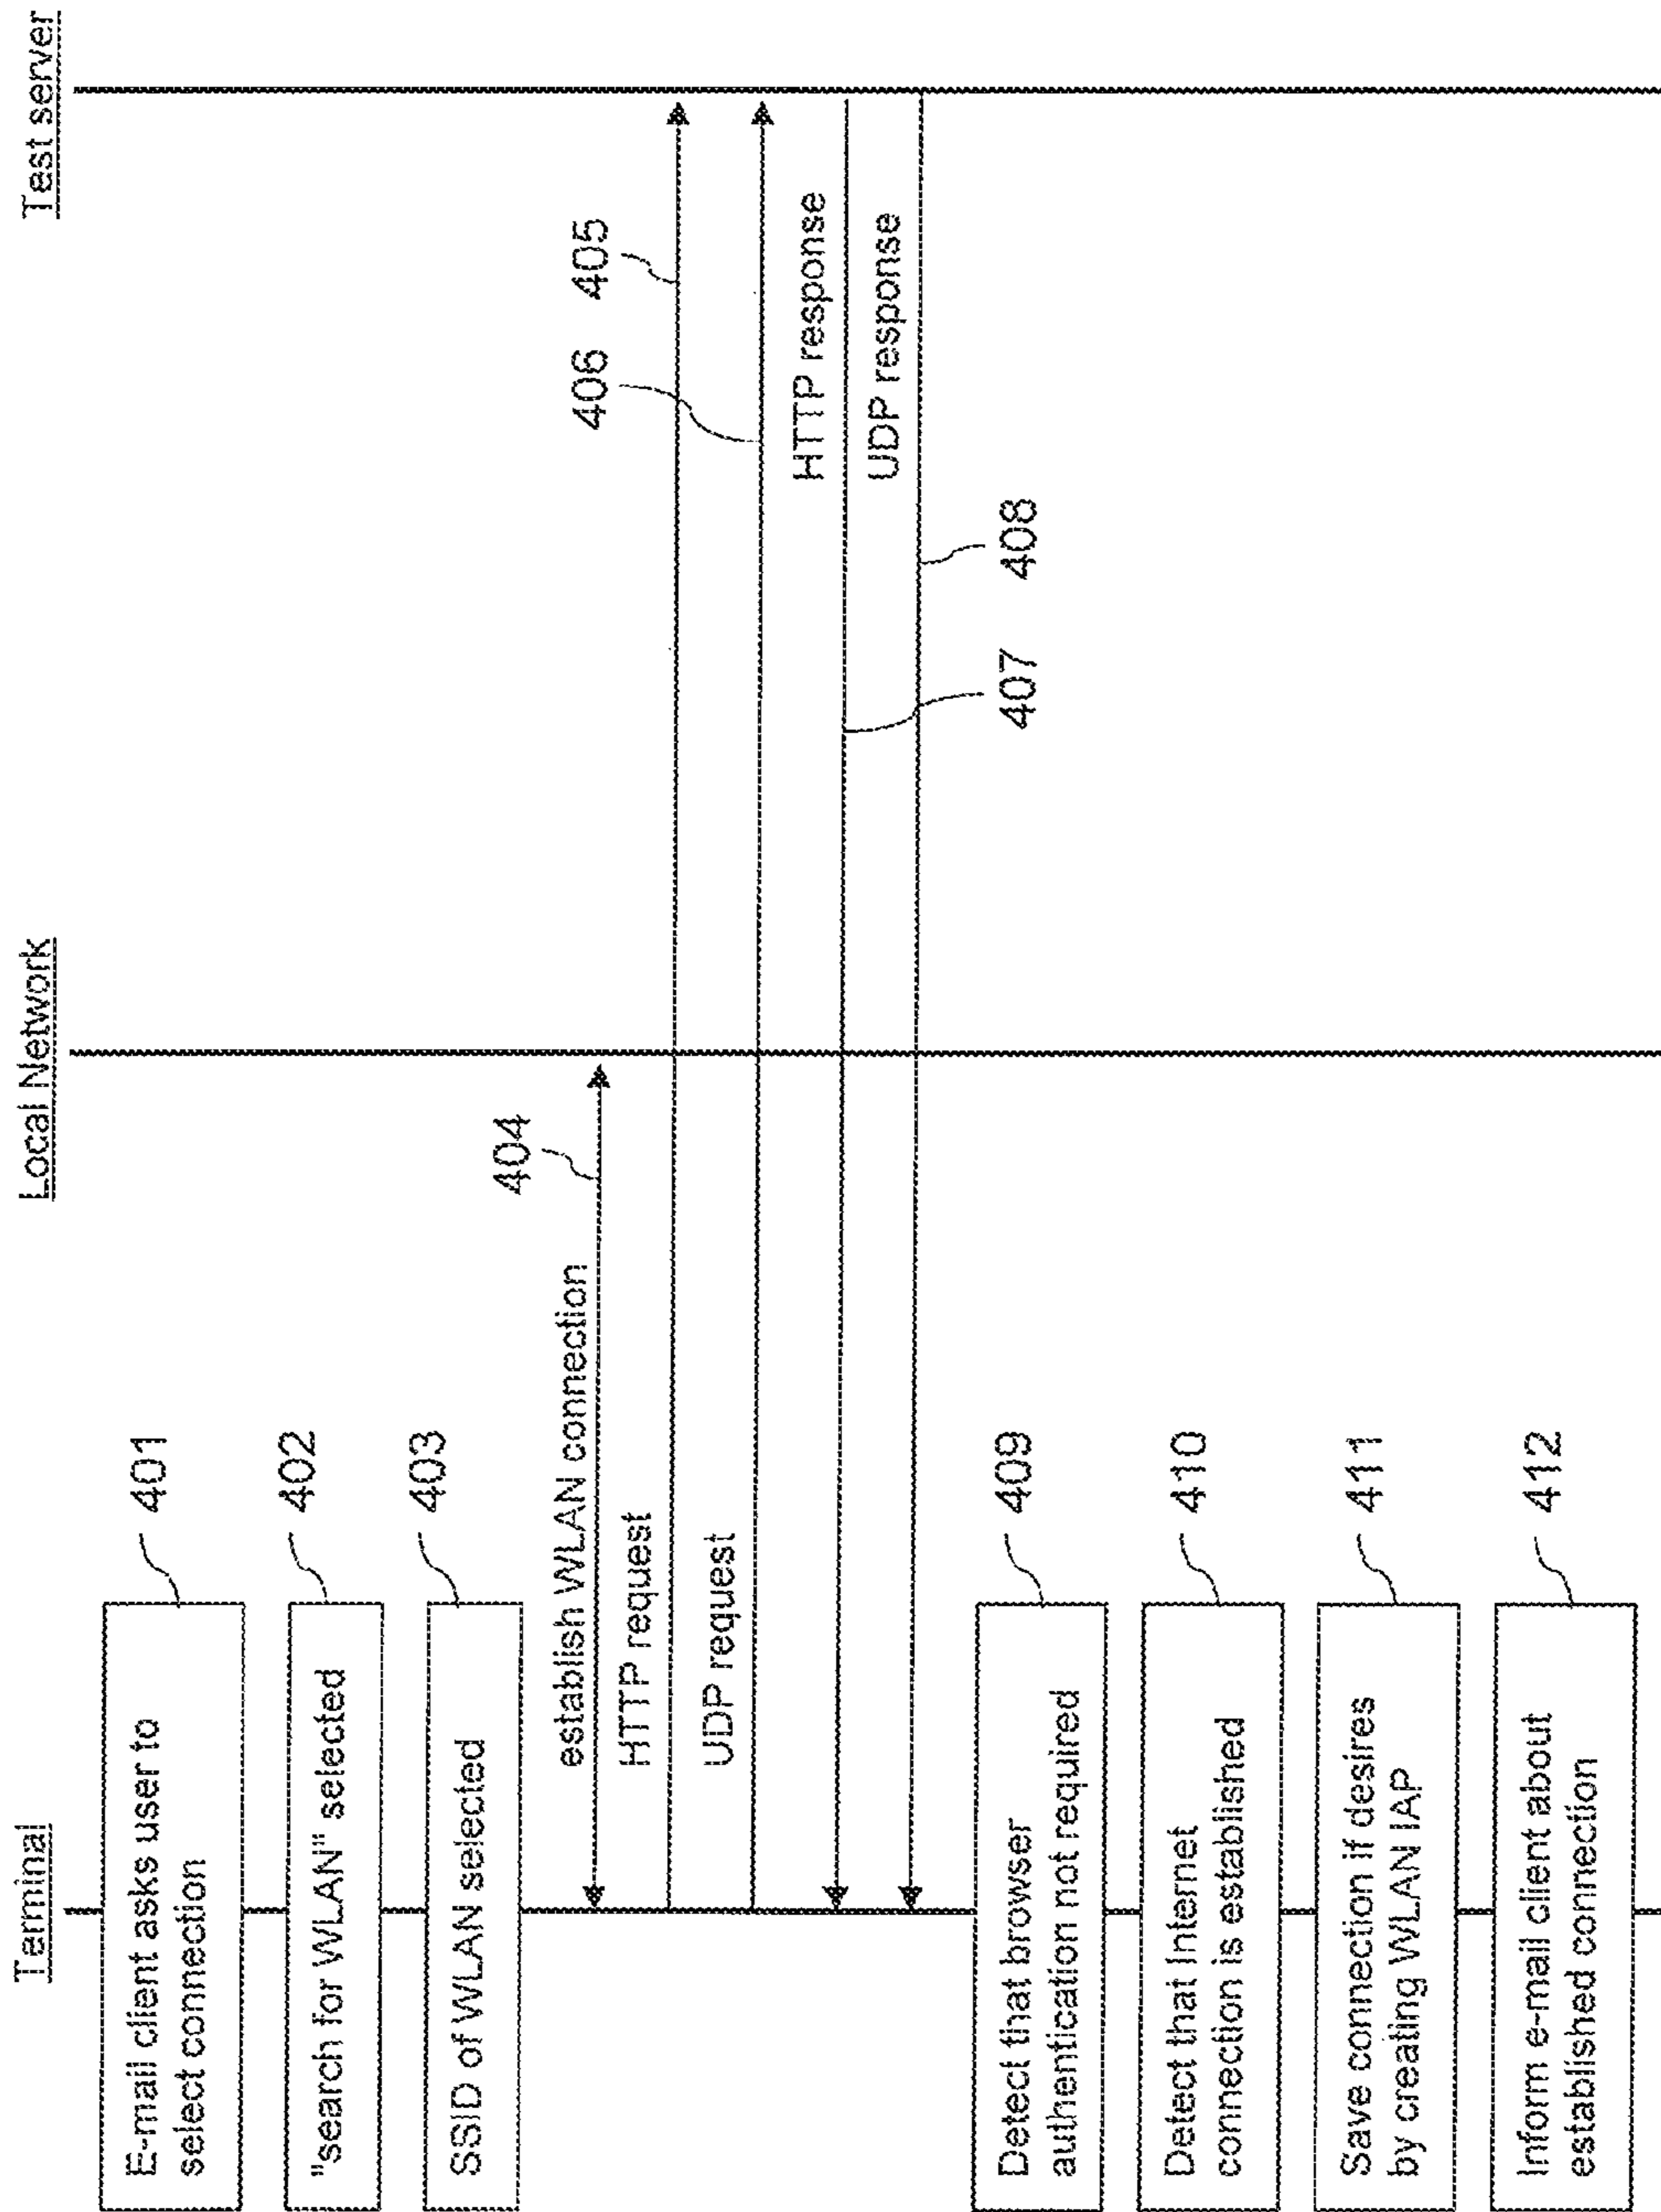 Terminal
Local Network
Test server
E-mail client asks user to
select connection
401
"search for WLAN" selected
402
SSID of WLAN selected
403
establish WLAN connection
404
HTTP request
405
UDP request
406
HTTP response
407
UDP response
408
Detect that browser
authentication not required
409
Detect that Internet
connection is established
410
Save connection if desires
by creating WLAN IAP
411
Inform e-mail client about
established connection
412